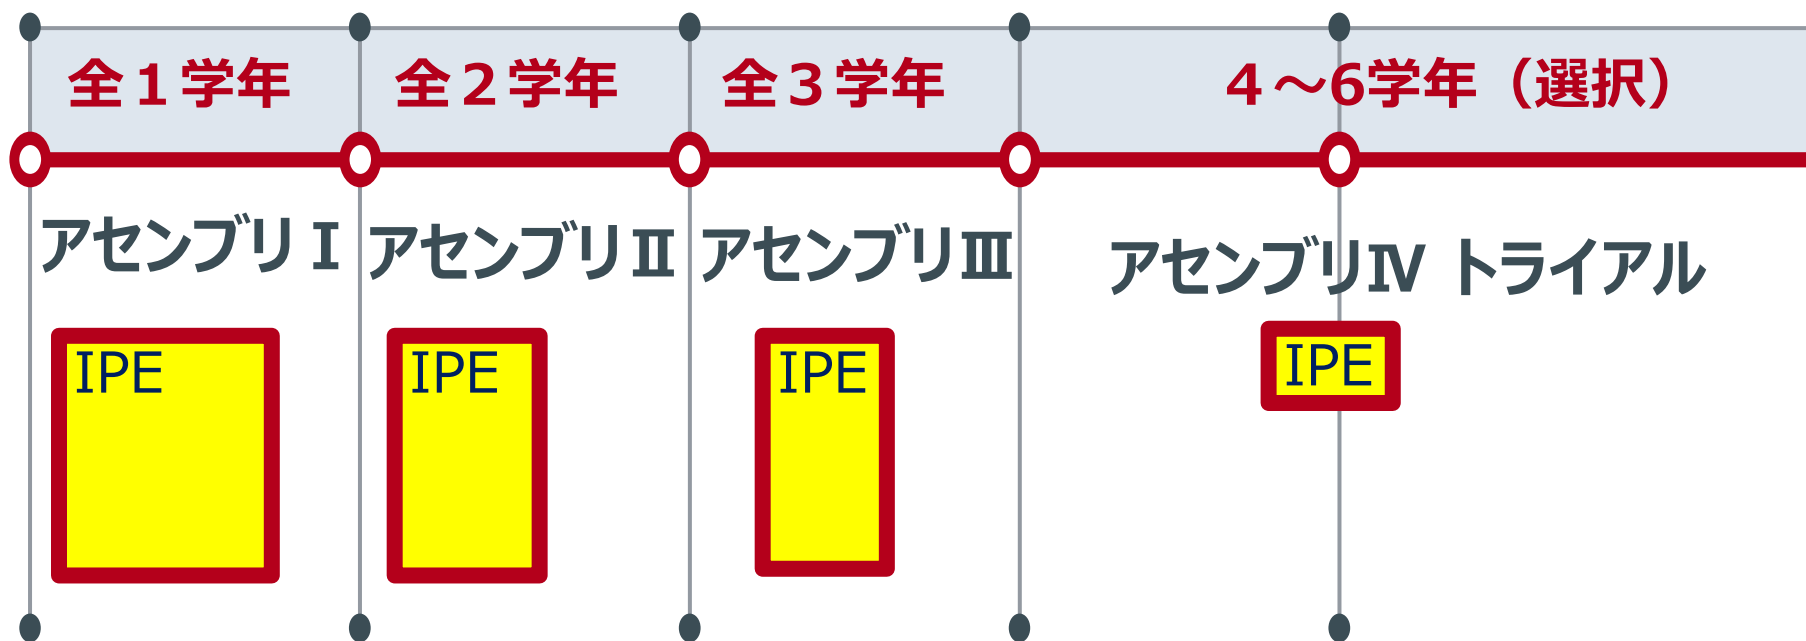 全１学年
全２学年
全３学年
４～6学年（選択）
アセンブリⅠ
アセンブリⅡ
アセンブリⅢ
アセンブリⅣ トライアル
IPE
IPE
IPE
IPE